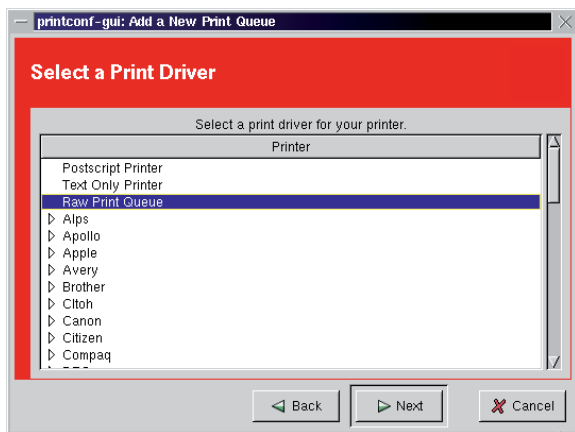 printconf-gui: Add a New Print Queue
Select a Print Driver
Select a print driver for your printer.
Printer
Postscript Printer
Text Only Printer
Raw Print Queue
Alps
Apollo
Apple
Avery
Brother
CItoh
Canon
Citizen
Compaq
Back
Next
Cancel